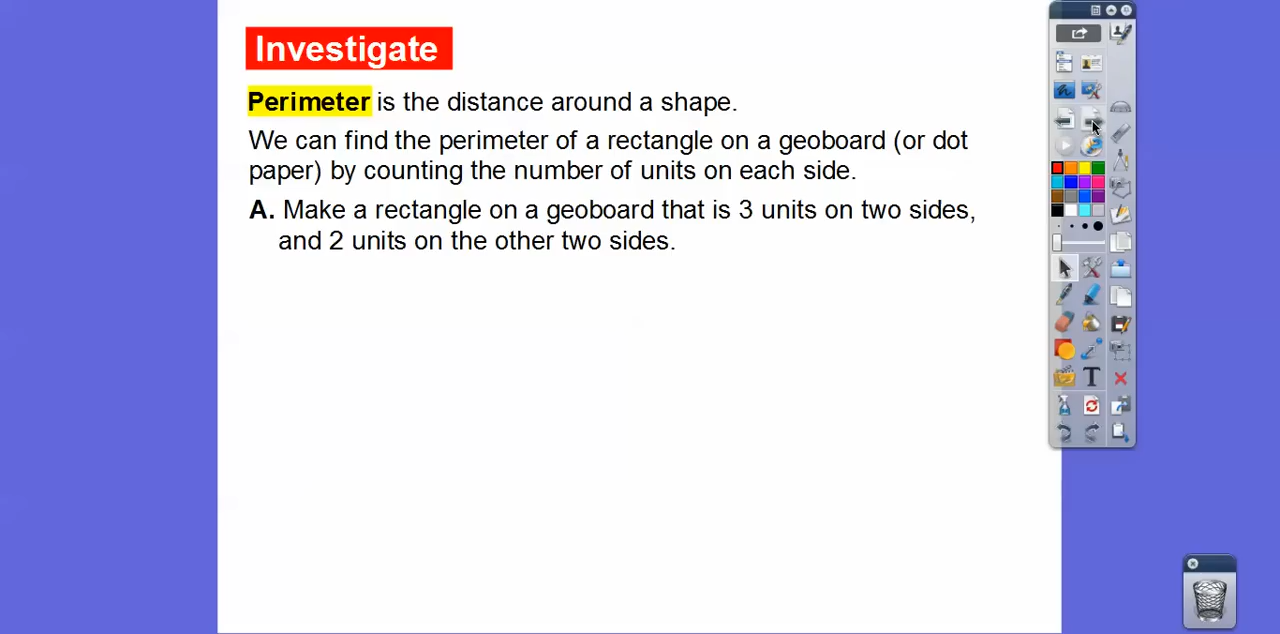 Investigate
Perimeter is the distance around a shape.
We can find the perimeter of a rectangle on a geoboard (or dot
paper) by counting the number of units on each side.
A. Make a rectangle on a geoboard that is 3 units on two sides,
and 2 units on the other two sides.